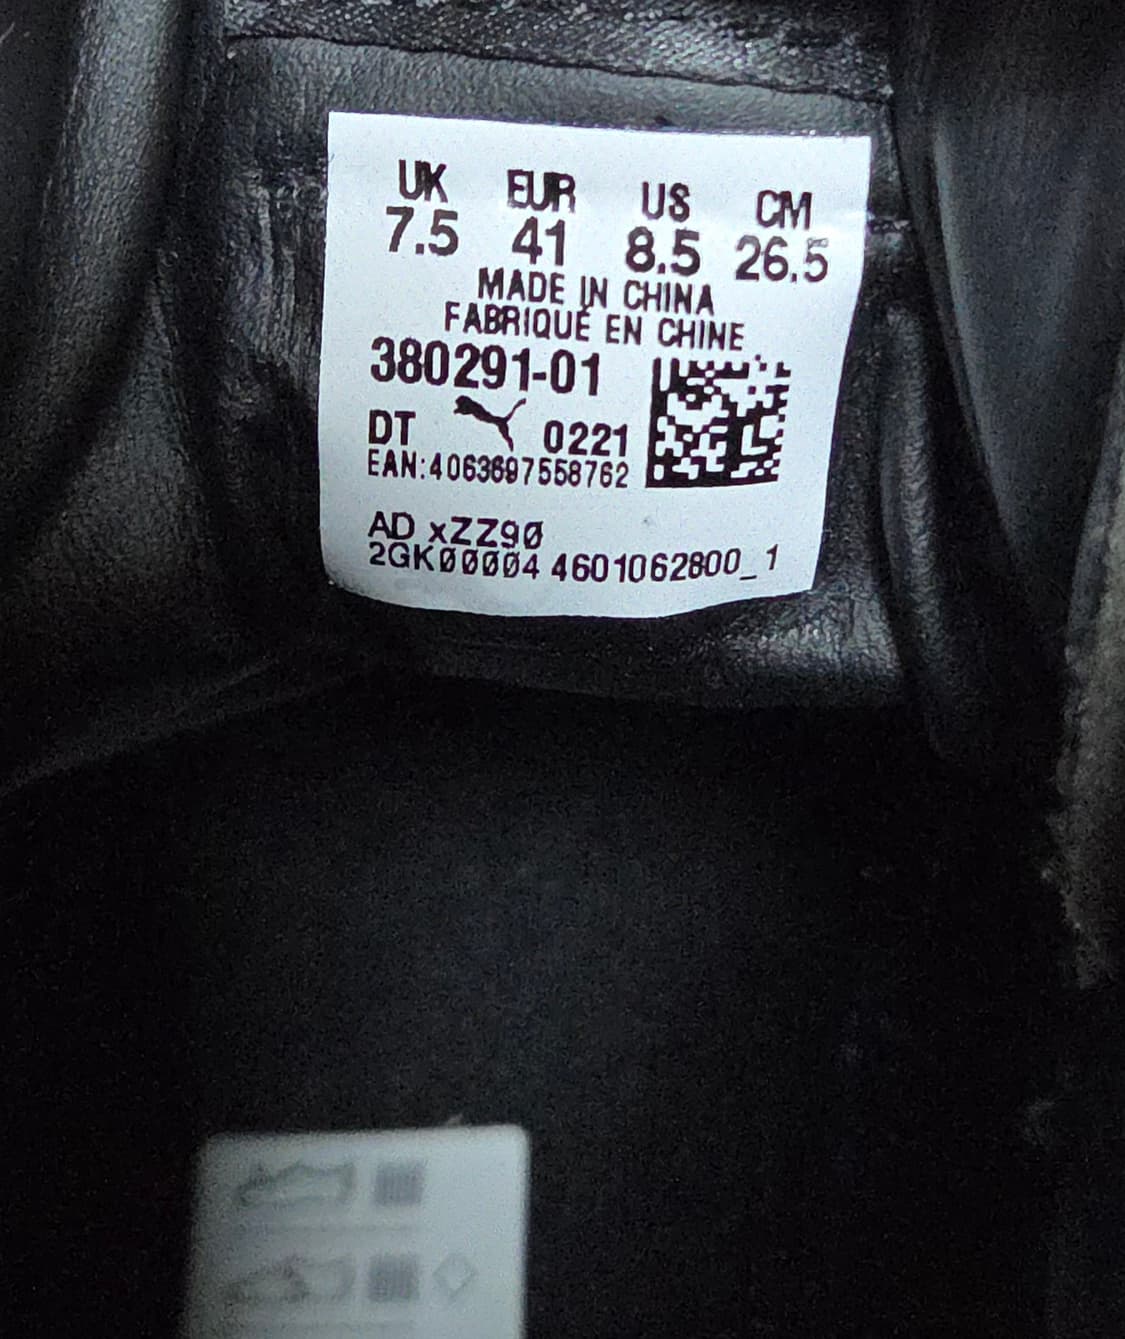 UK EUR US CM
7.5 41 8.5 26.5
MADE IN CHINA
FABRIQUÉ EN CHINE
380291-01
DT 0221
EAN:4063697558762
AD xZZ90
2GK00004 4601062800_1